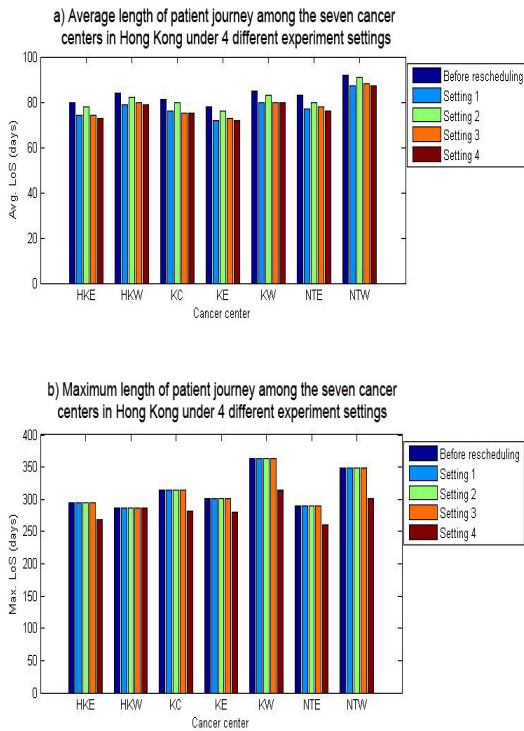 a) Average length of patient journey among the seven cancer
centers in Hong Kong under 4 different experiment settings
100
80
60
40
20
0
Avg. LoS (days)
HKE HKW KC KE KW NTE NTW
Cancer center
Before rescheduling
Setting 1
Setting 2
Setting 3
Setting 4
b) Maximum length of patient journey among the seven cancer
centers in Hong Kong under 4 different experiment settings
400
350
300
250
200
150
100
50
0
Max. LoS (days)
HKE HKW KC KE KW NTE NTW
Cancer center
Before rescheduling
Setting 1
Setting 2
Setting 3
Setting 4